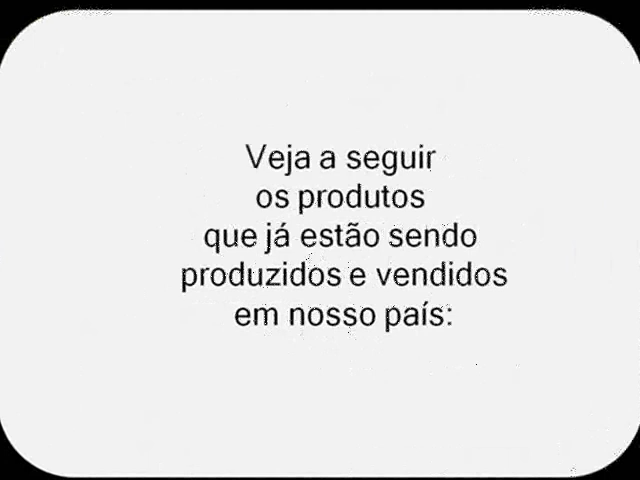 Veja a seguir
os produtos
que já estão sendo
produzidos e vendidos
em nosso país: